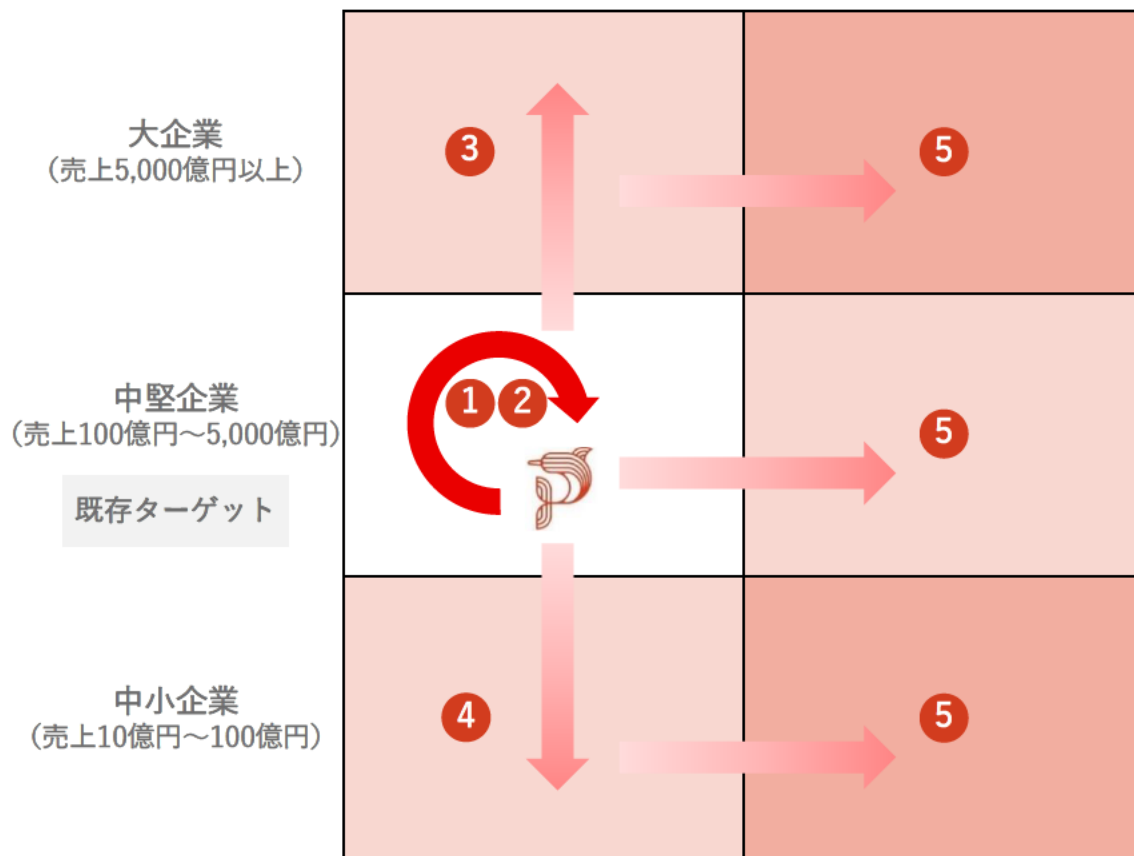 大企業
(売上5,000億円以上)
3
5
中堅企業
(売上100億円～5,000億円)
既存ターゲット
1 2
5
中小企業
(売上10億円～100億円)
4
5